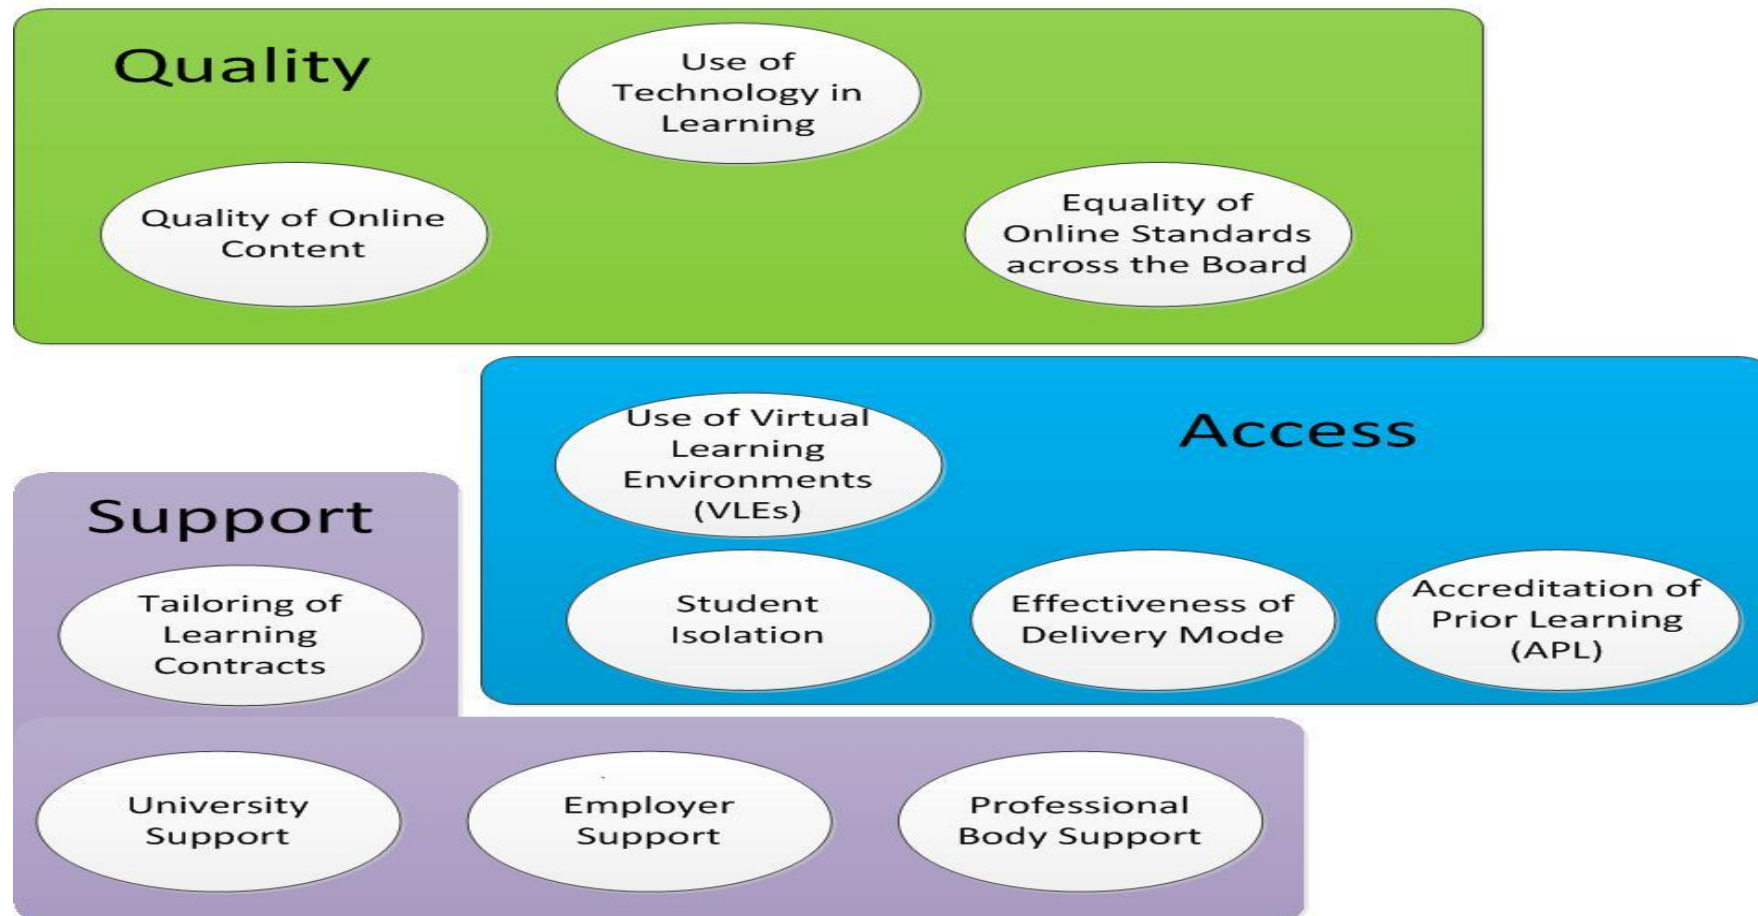 Quality
Use of
Technology in
Learning
Quality of Online
Content
Equality of
Online Standards
across the Board
Access
Use of Virtual
Learning
Environments
(VLEs)
Student
Isolation
Effectiveness of
Delivery Mode
Accreditation of
Prior Learning
(APL)
Support
Tailoring of
Learning
Contracts
University
Support
Employer
Support
Professional
Body Support